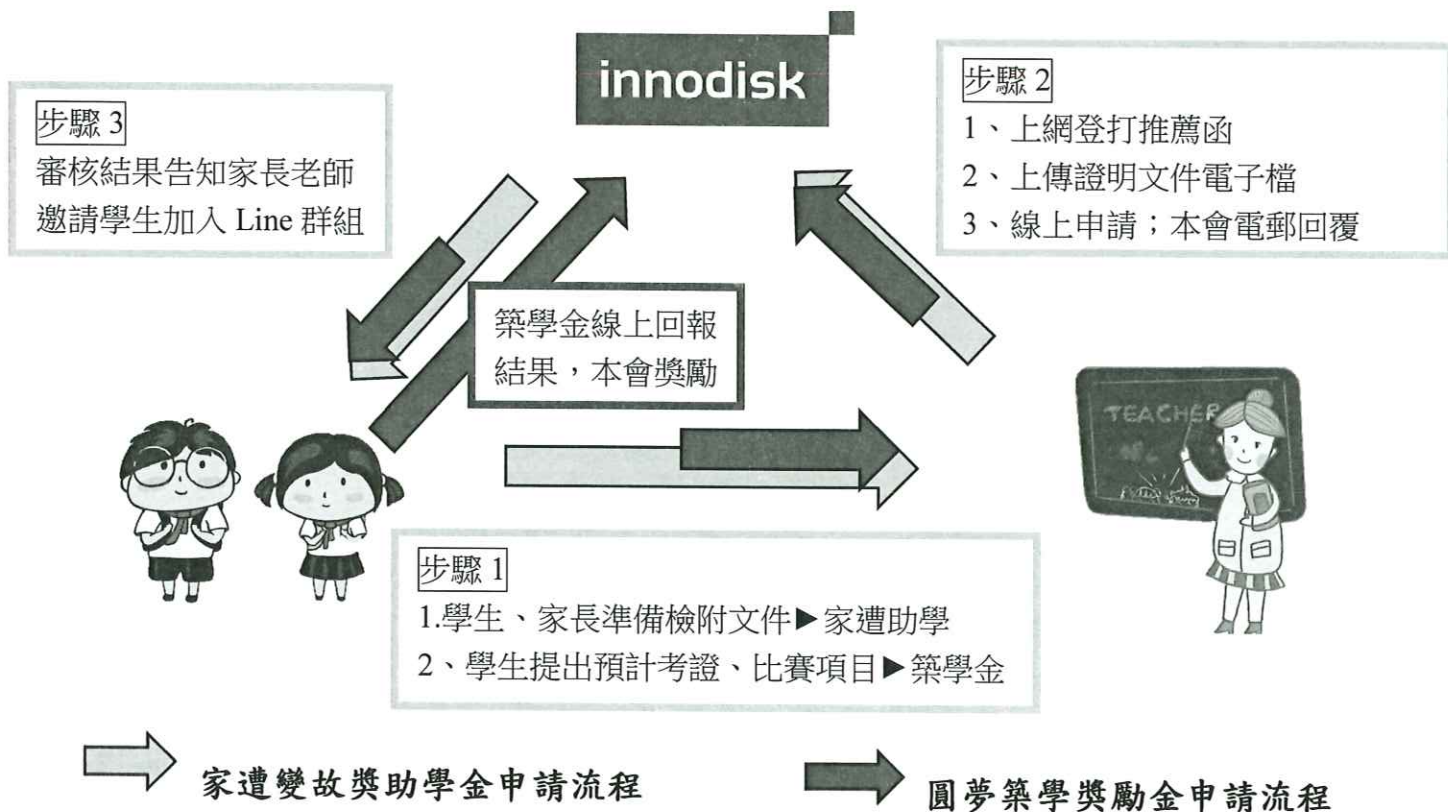 innodisk
步驟 3
審核結果告知家長老師
邀請學生加入 Line 群組
步驟 2
1、上網登打推薦函
2、上傳證明文件電子檔
3、線上申請；本會電郵回覆
築學金線上回報
結果，本會獎勵
TEACHER
步驟 1
1.學生、家長準備檢附文件►家遭助學
2、學生提出預計考證、比賽項目►築學金
家遭變故獎助學金申請流程
圓夢築學獎勵金申請流程